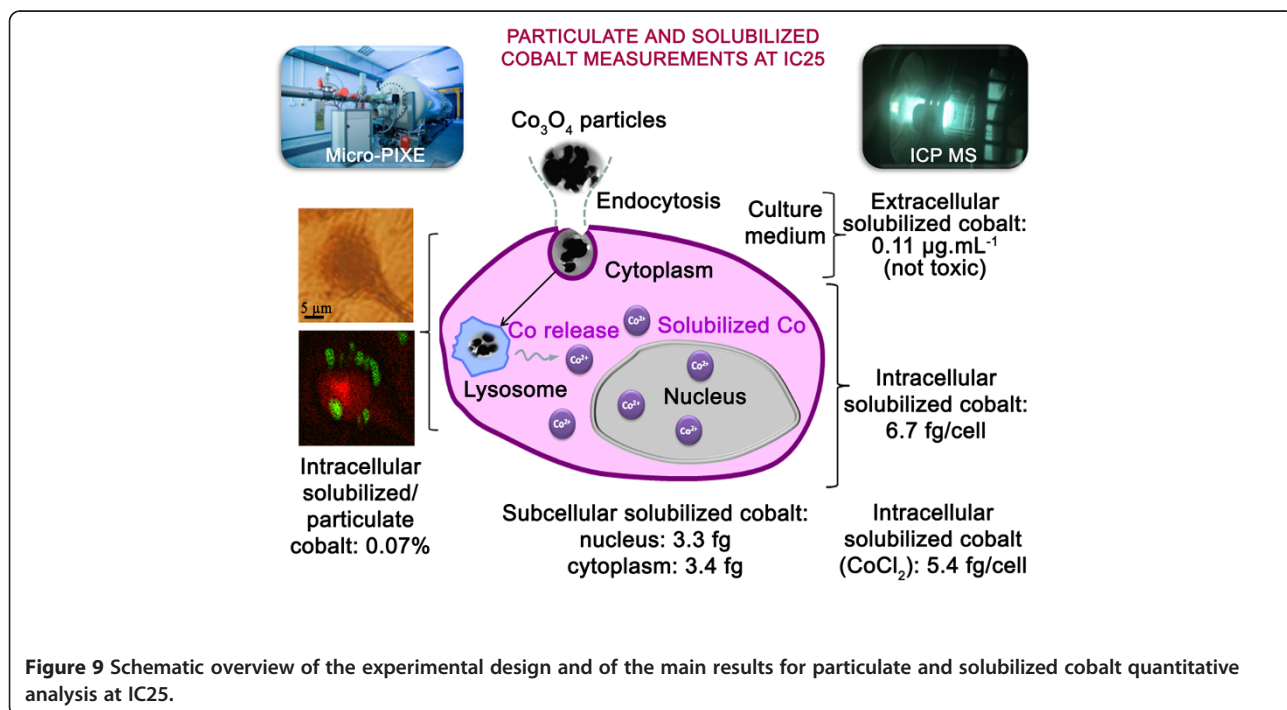 PARTICULATE AND SOLUBILIZED
COBALT MEASUREMENTS AT IC25
Micro-PIXE
ICP MS
Co₃O₄ particles
Endocytosis
Culture
medium
Extracellular
solubilized cobalt:
0.11 µg.mL⁻¹
(not toxic)
Cytoplasm
5 µm
Co release
Solubilized Co
Co²⁺
Co²⁺
Co²⁺
Co²⁺
Co²⁺
Co²⁺
Lysosome
Nucleus
Intracellular
solubilized cobalt:
6.7 fg/cell
Intracellular
solubilized/
particulate
cobalt: 0.07%
Subcellular solubilized cobalt:
nucleus: 3.3 fg
cytoplasm: 3.4 fg
Intracellular
solubilized cobalt
(CoCl₂): 5.4 fg/cell
Figure 9 Schematic overview of the experimental design and of the main results for particulate and solubilized cobalt quantitative
analysis at IC25.